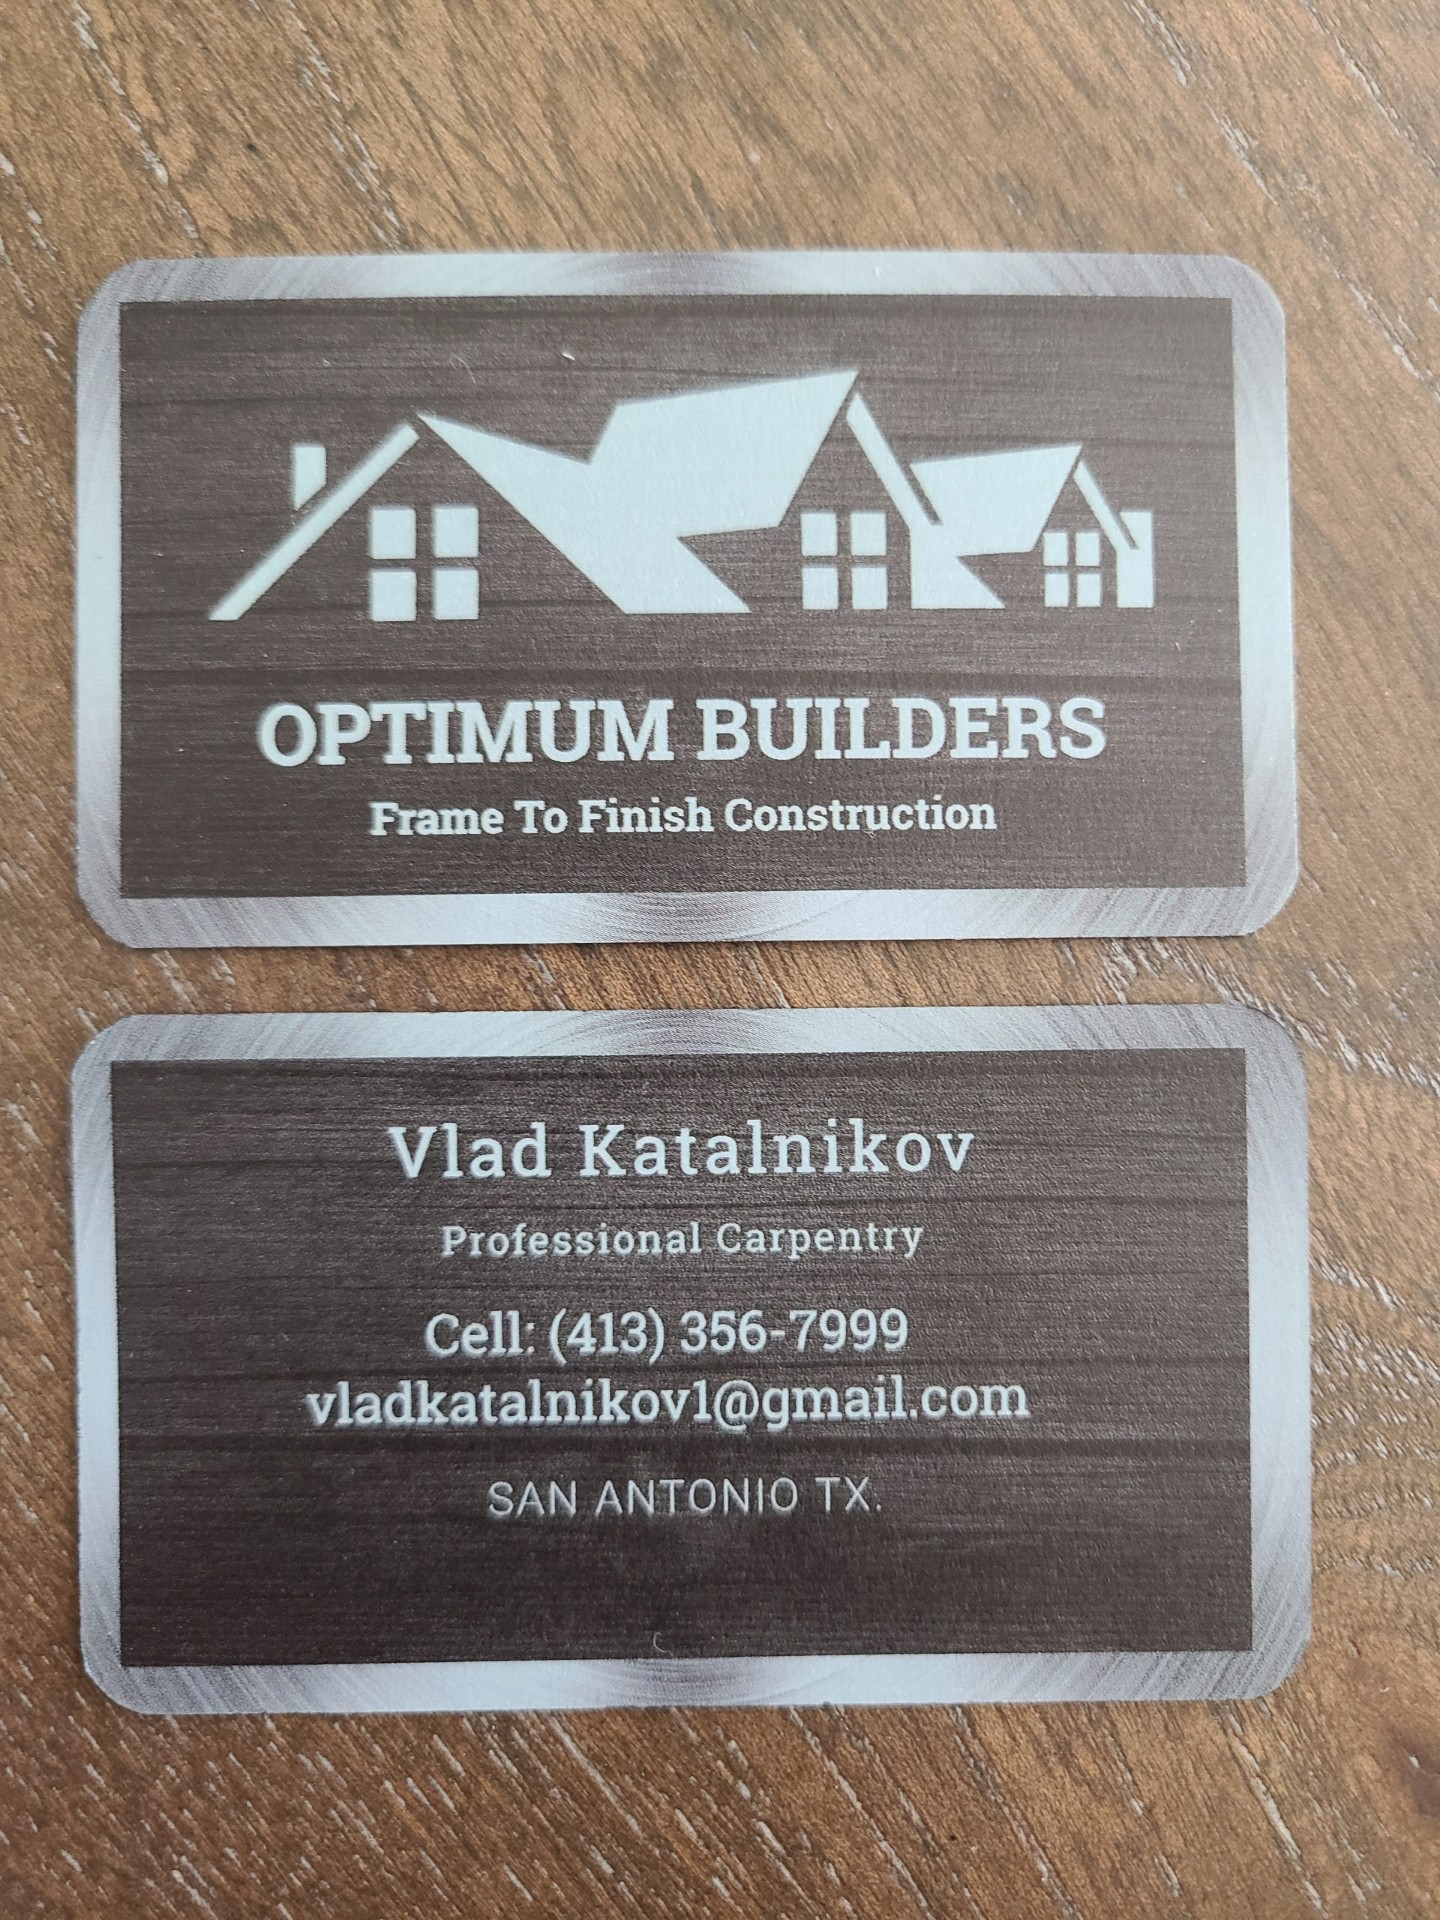 OPTIMUM BUILDERS
Frame To Finish Construction
Vlad Katalnikov
Professional Carpentry
Cell: (413) 356-7999
vladkatalnikov1@gmail.com
SAN ANTONIO TX.